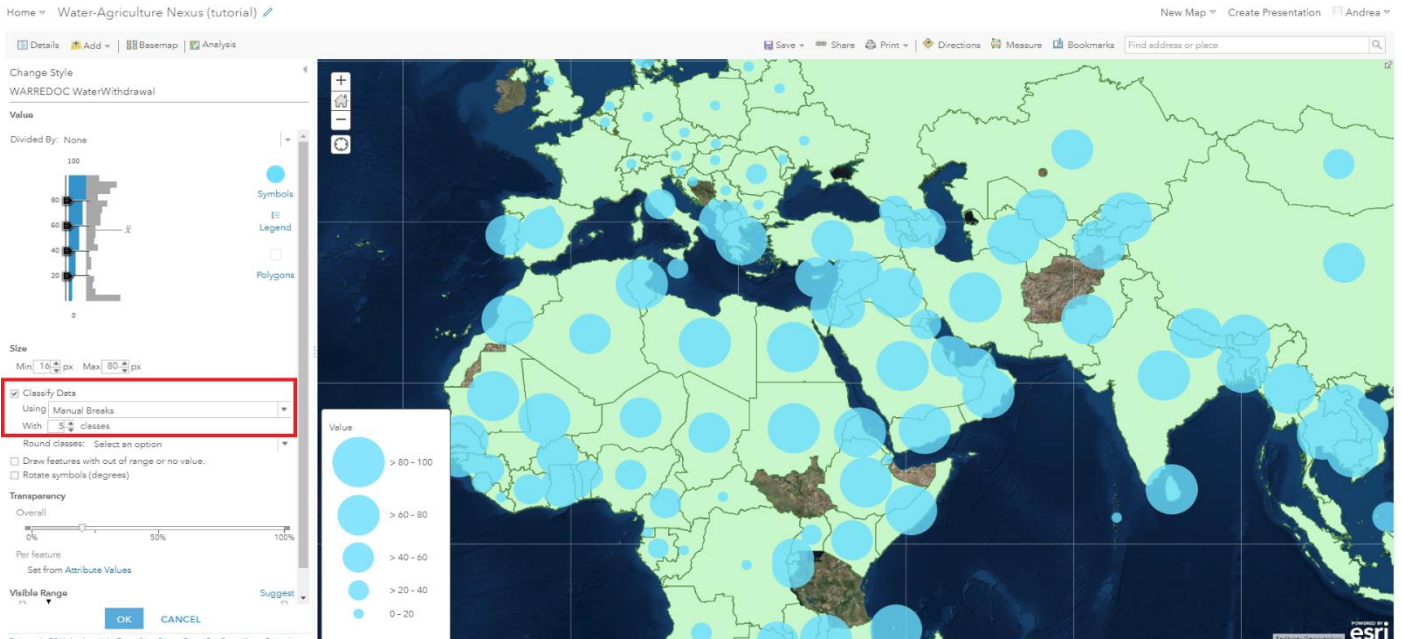 Home Water-Agriculture Nexus (tutorial) New Map Create Presentation Andrea
Details Add Basemap Analysis Save Share Print Directions Measure Bookmarks Find address or place
Change Style
WARREDOC WaterWithdrawal
Value
Divided By: None
100
80
60
40
20
0
x̄
Symbols
Legend
Polygons
Size
Min 16 px Max 80 px
Classify Data
Using Manual Breaks
With 5 classes
Round classes: Select an option
Draw features with out of range or no value.
Rotate symbols (degrees)
Transparency
Overall
0% 50% 100%
Per feature
Set from Attribute Values
Visible Range Suggest
OK CANCEL
+
−
Value
> 80 - 100
> 60 - 80
> 40 - 60
> 20 - 40
0 - 20
POWERED BY
esri